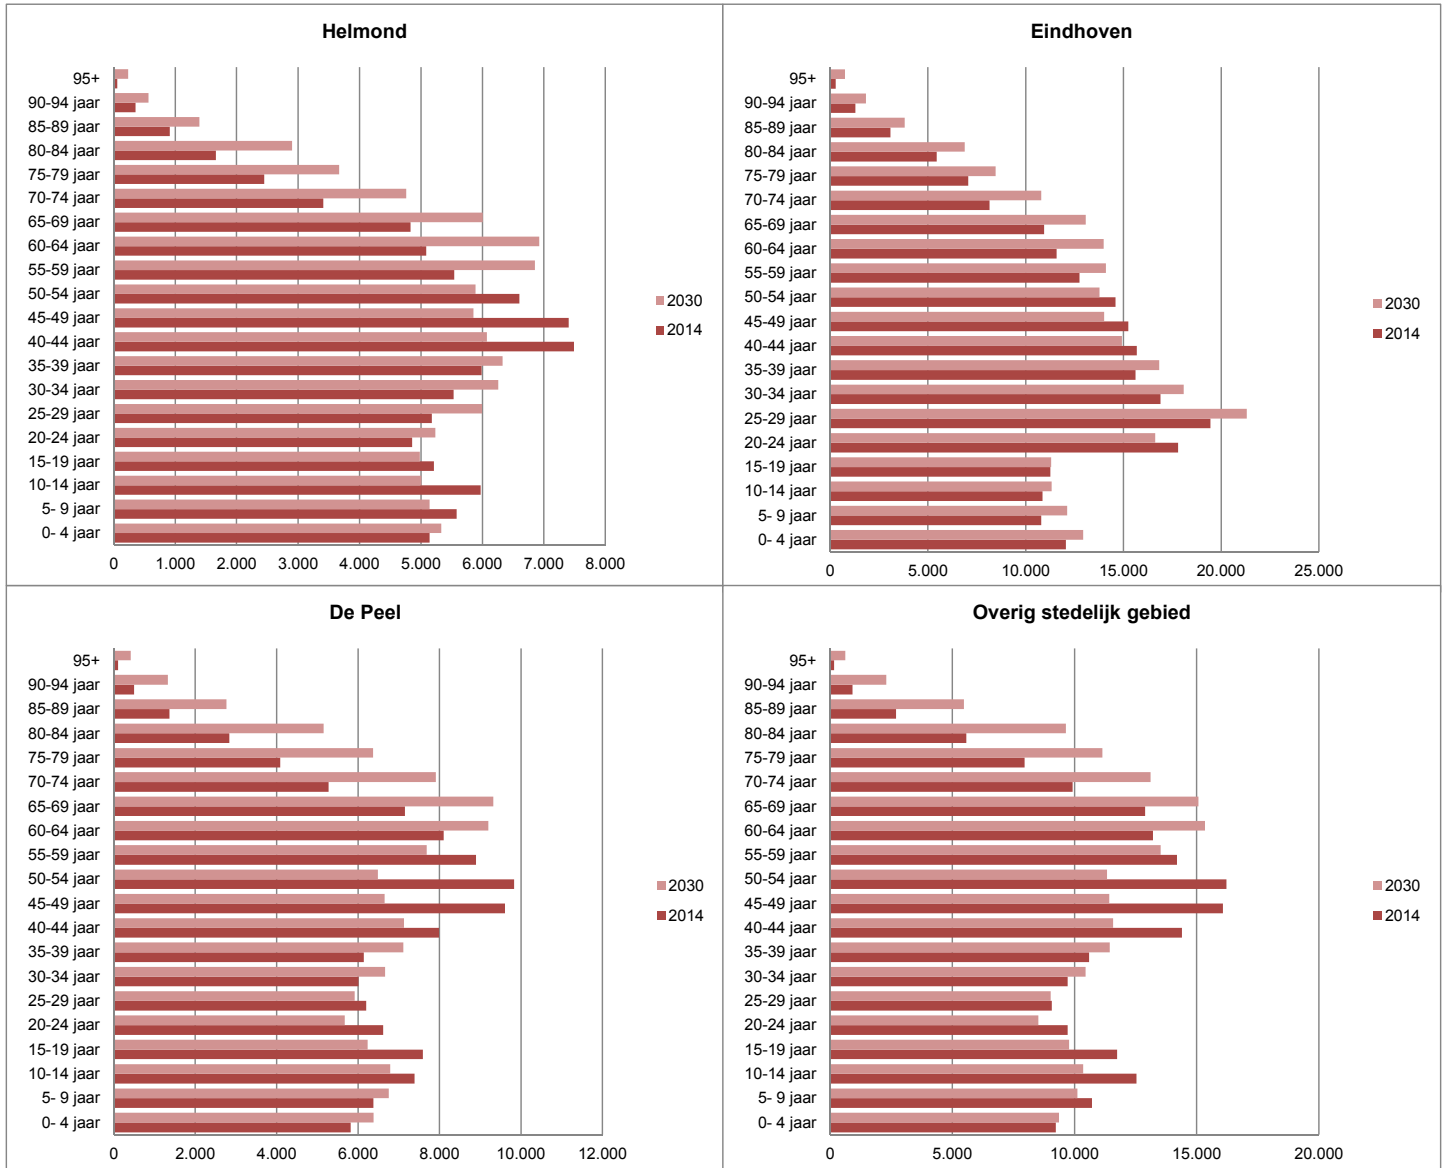 Helmond
95+
90-94 jaar
85-89 jaar
80-84 jaar
75-79 jaar
70-74 jaar
65-69 jaar
60-64 jaar
55-59 jaar
50-54 jaar
45-49 jaar
40-44 jaar
35-39 jaar
30-34 jaar
25-29 jaar
20-24 jaar
15-19 jaar
10-14 jaar
5- 9 jaar
0- 4 jaar
0 1.000 2.000 3.000 4.000 5.000 6.000 7.000 8.000
2030
2014
Eindhoven
95+
90-94 jaar
85-89 jaar
80-84 jaar
75-79 jaar
70-74 jaar
65-69 jaar
60-64 jaar
55-59 jaar
50-54 jaar
45-49 jaar
40-44 jaar
35-39 jaar
30-34 jaar
25-29 jaar
20-24 jaar
15-19 jaar
10-14 jaar
5- 9 jaar
0- 4 jaar
0 5.000 10.000 15.000 20.000 25.000
2030
2014
De Peel
95+
90-94 jaar
85-89 jaar
80-84 jaar
75-79 jaar
70-74 jaar
65-69 jaar
60-64 jaar
55-59 jaar
50-54 jaar
45-49 jaar
40-44 jaar
35-39 jaar
30-34 jaar
25-29 jaar
20-24 jaar
15-19 jaar
10-14 jaar
5- 9 jaar
0- 4 jaar
0 2.000 4.000 6.000 8.000 10.000 12.000
2030
2014
Overig stedelijk gebied
95+
90-94 jaar
85-89 jaar
80-84 jaar
75-79 jaar
70-74 jaar
65-69 jaar
60-64 jaar
55-59 jaar
50-54 jaar
45-49 jaar
40-44 jaar
35-39 jaar
30-34 jaar
25-29 jaar
20-24 jaar
15-19 jaar
10-14 jaar
5- 9 jaar
0- 4 jaar
0 5.000 10.000 15.000 20.000
2030
2014